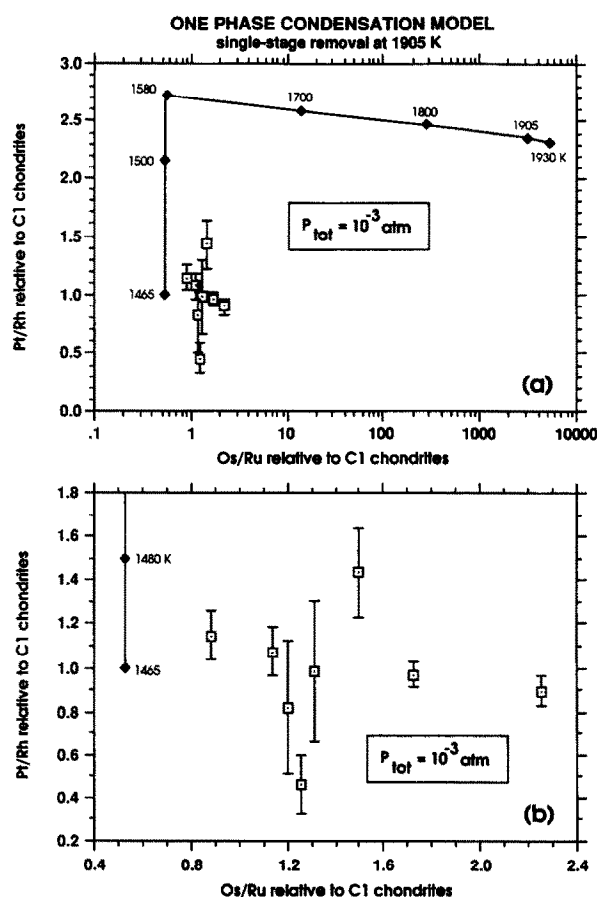 ONE PHASE CONDENSATION MODEL
single-stage removal at 1905 K
Pt/Rh relative to C1 chondrites
3.0
2.5
2.0
1.5
1.0
0.5
0.0
1580
1700
1800
1905
1930 K
1500
1465
P tot = 10⁻³ atm
(a)
.1
1
10
100
1000
10000
Os/Ru relative to C1 chondrites
Pt/Rh relative to C1 chondrites
1.8
1.6
1.4
1.2
1.0
0.8
0.6
0.4
0.2
1480 K
1465
P tot = 10⁻³ atm
(b)
0.4
0.8
1.2
1.6
2.0
2.4
Os/Ru relative to C1 chondrites